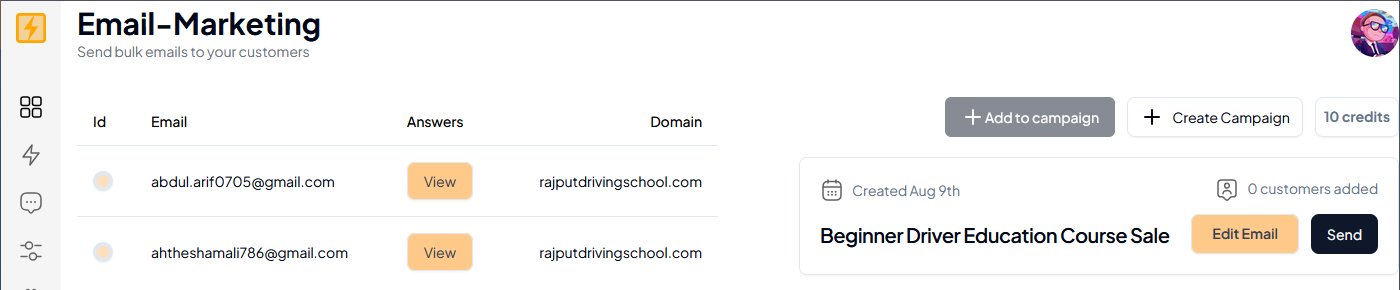 Email-Marketing
Send bulk emails to your customers
Id Email Answers Domain
abdul.arif0705@gmail.com View rajputdrivingschool.com
ahtheshamali786@gmail.com View rajputdrivingschool.com
Add to campaign Create Campaign 10 credits
Created Aug 9th 0 customers added
Beginner Driver Education Course Sale Edit Email Send